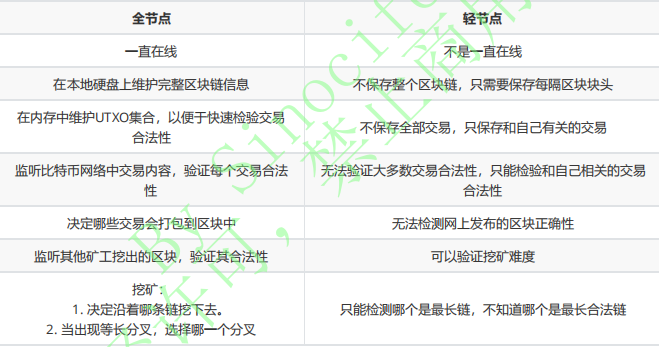 全节点 轻节点
一直在线 不是一直在线
在本地硬盘上维护完整区块链信息 不保存整个区块链，只需要保存每隔区块块头
在内存中维护UTXO集合，以便于快速检验交易
合法性
不保存全部交易，只保存和自己有关的交易
监听比特币网络中交易内容，验证每个交易合法
性
无法验证大多数交易合法性，只能检验和自己相关的交易
合法性
决定哪些交易会打包到区块中 无法检测网上发布的区块正确性
监听其他矿工挖出的区块，验证其合法性 可以验证挖矿难度
挖矿：
1. 决定沿着哪条链挖下去。
2. 当出现等长分叉，选择哪一个分叉
只能检测哪个是最长链，不知道哪个是最长合法链
By Sinocif
许可，禁止商用